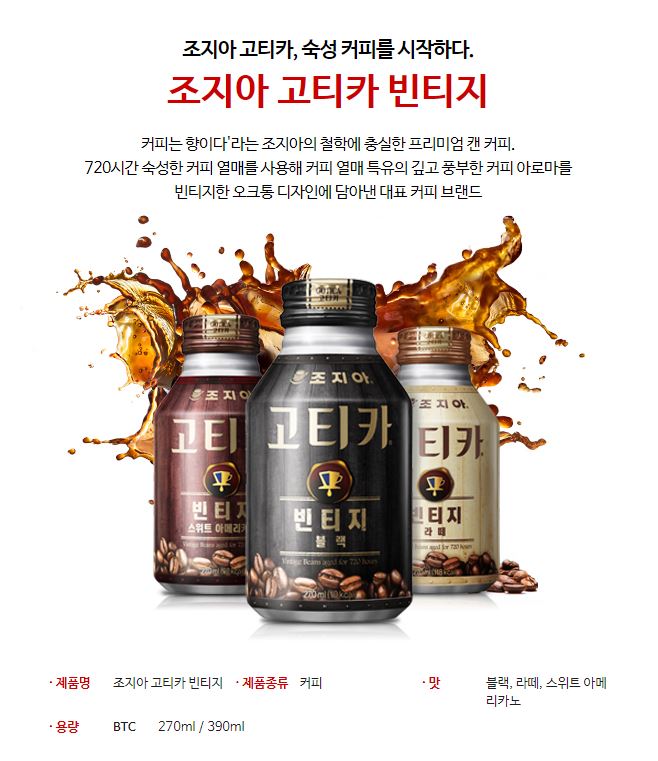 조지아 고티카, 숙성 커피를 시작하다.
조지아 고티카 빈티지
커피는 향이다'라는 조지아의 철학에 충실한 프리미엄 캔 커피.
720시간 숙성한 커피 열매를 사용해 커피 열매 특유의 깊고 풍부한 커피 아로마를
빈티지한 오크통 디자인에 담아낸 대표 커피 브랜드
고티
빈티지
스위트 아메리카
조지아
고티카
빈티지
블랙
Vintage Beans aged for 720 hours
270ml (10 kcal)
조지아
티카
빈티지
라떼
Beans aged for 720 hours
· 제품명 조지아 고티카 빈티지 · 제품종류 커피 · 맛 블랙, 라떼, 스위트 아메
리카노
· 용량 BTC 270ml / 390ml